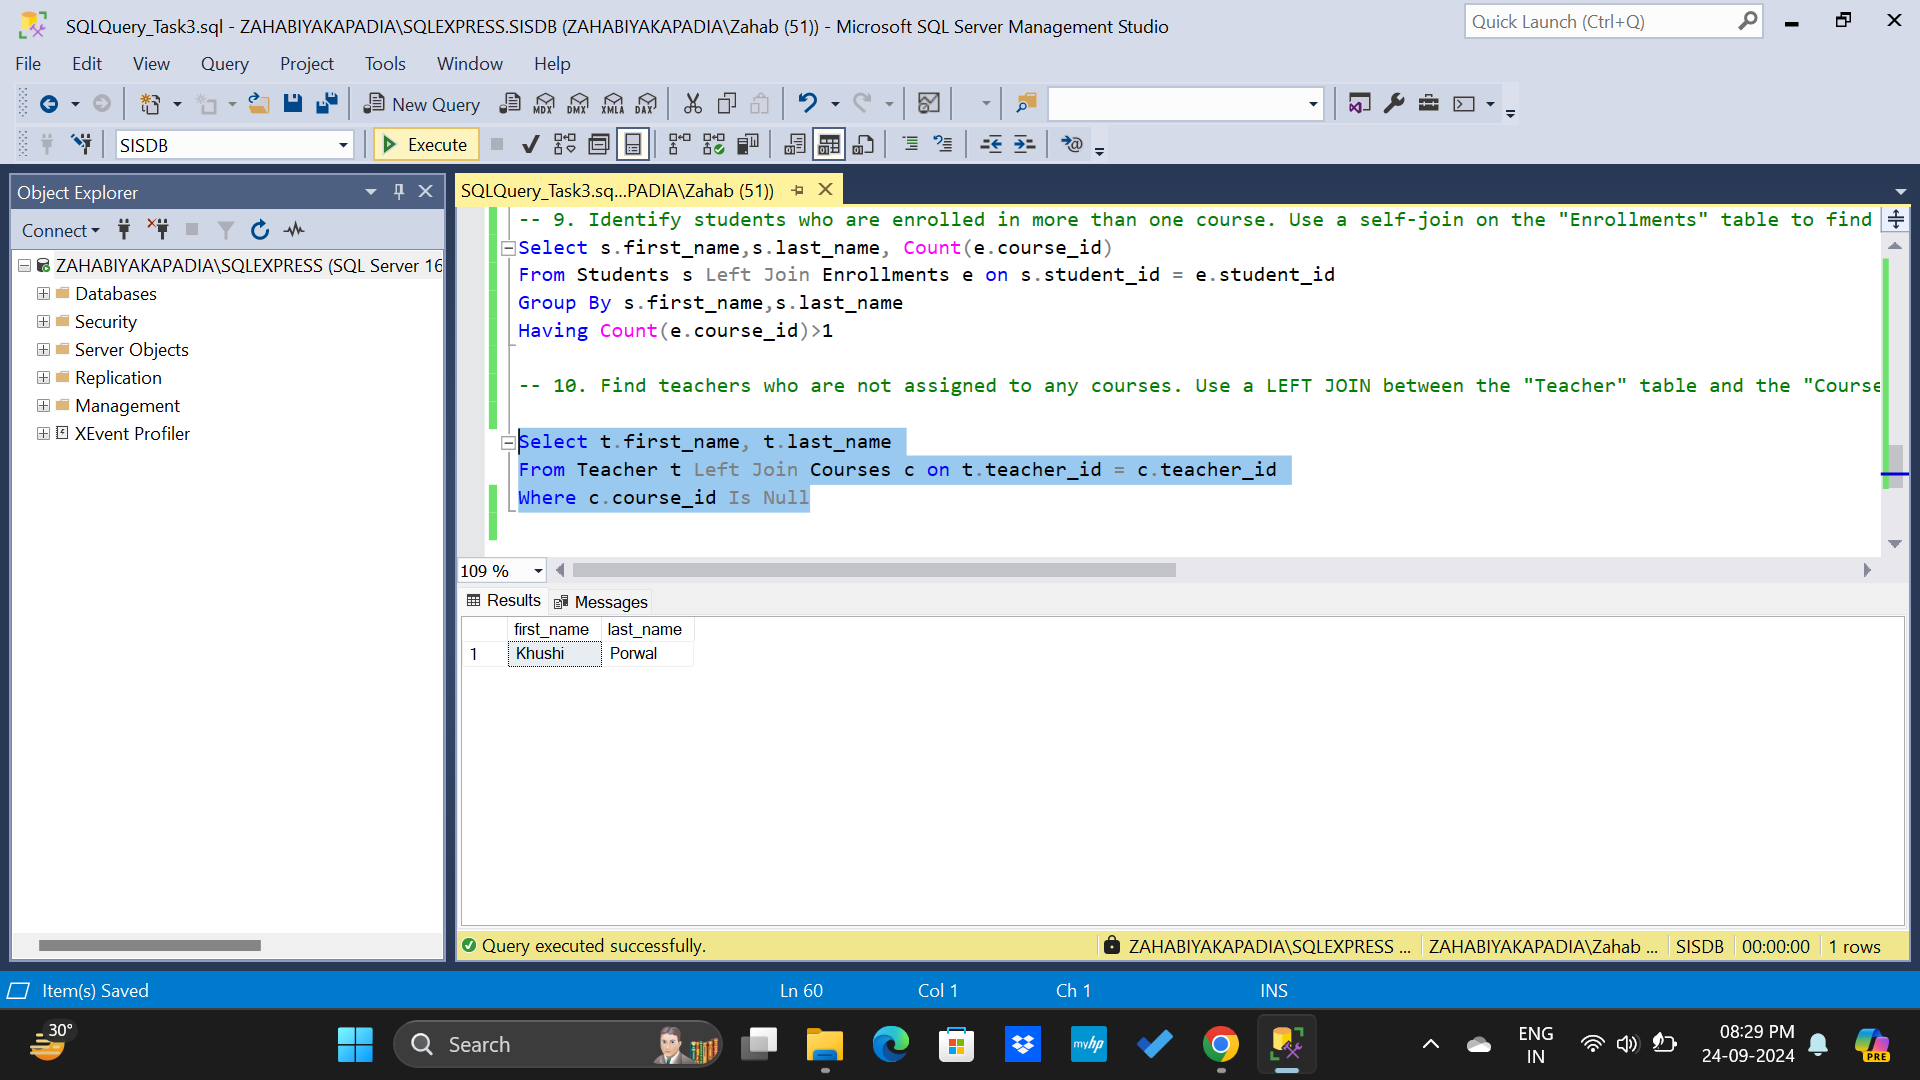 SQLQuery_Task3.sql - ZAHABIYAKAPADIA\SQLEXPRESS.SISDB (ZAHABIYAKAPADIA\Zahab (51)) - Microsoft SQL Server Management Studio
Quick Launch (Ctrl+Q)
File Edit View Query Project Tools Window Help
New Query MDX DMX XMLA DAX
SISDB Execute
Object Explorer
Connect
ZAHABIYAKAPADIA\SQLEXPRESS (SQL Server 16
Databases
Security
Server Objects
Replication
Management
XEvent Profiler
SQLQuery_Task3.sq...PADIA\Zahab (51))
-- 9. Identify students who are enrolled in more than one course. Use a self-join on the "Enrollments" table to find
Select s.first_name,s.last_name, Count(e.course_id)
From Students s Left Join Enrollments e on s.student_id = e.student_id
Group By s.first_name,s.last_name
Having Count(e.course_id)>1
-- 10. Find teachers who are not assigned to any courses. Use a LEFT JOIN between the "Teacher" table and the "Course
Select t.first_name, t.last_name
From Teacher t Left Join Courses c on t.teacher_id = c.teacher_id
Where c.course_id Is Null
109 %
Results Messages
first_name last_name
1 Khushi Porwal
Query executed successfully. ZAHABIYAKAPADIA\SQLEXPRESS ... ZAHABIYAKAPADIA\Zahab ... SISDB 00:00:00 1 rows
Item(s) Saved Ln 60 Col 1 Ch 1 INS
30°
Search
myhp
ENG
IN
08:29 PM
24-09-2024
PRE